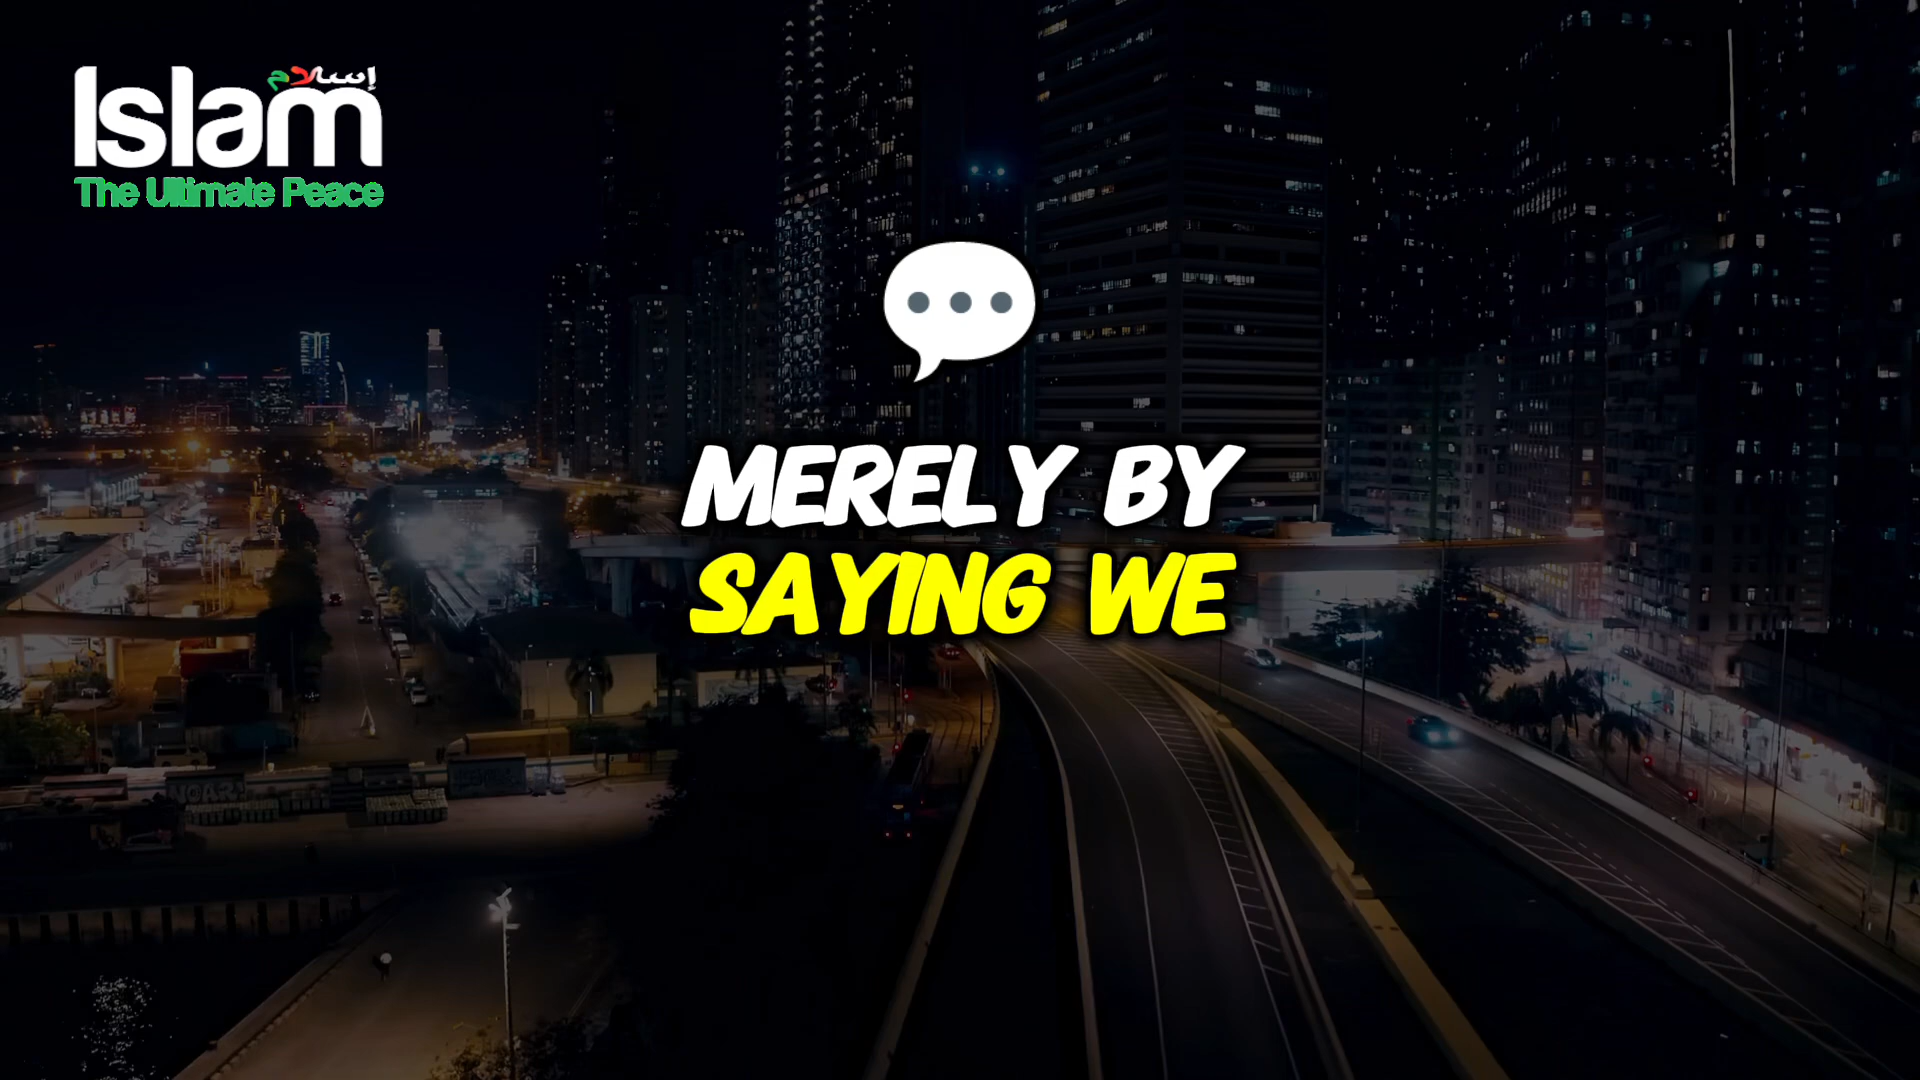 إسلام
Islam
The Ultimate Peace
MERELY BY
SAYING WE